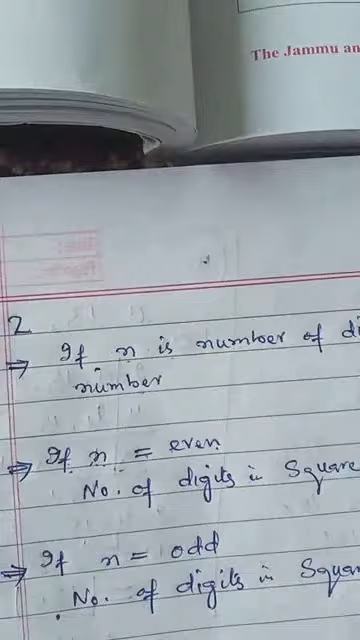 The Jammu an
2
⇒ If n is number of di
number
⇒ If n = even
No. of digits in Square
⇒ If n = odd
No. of digits in Squar